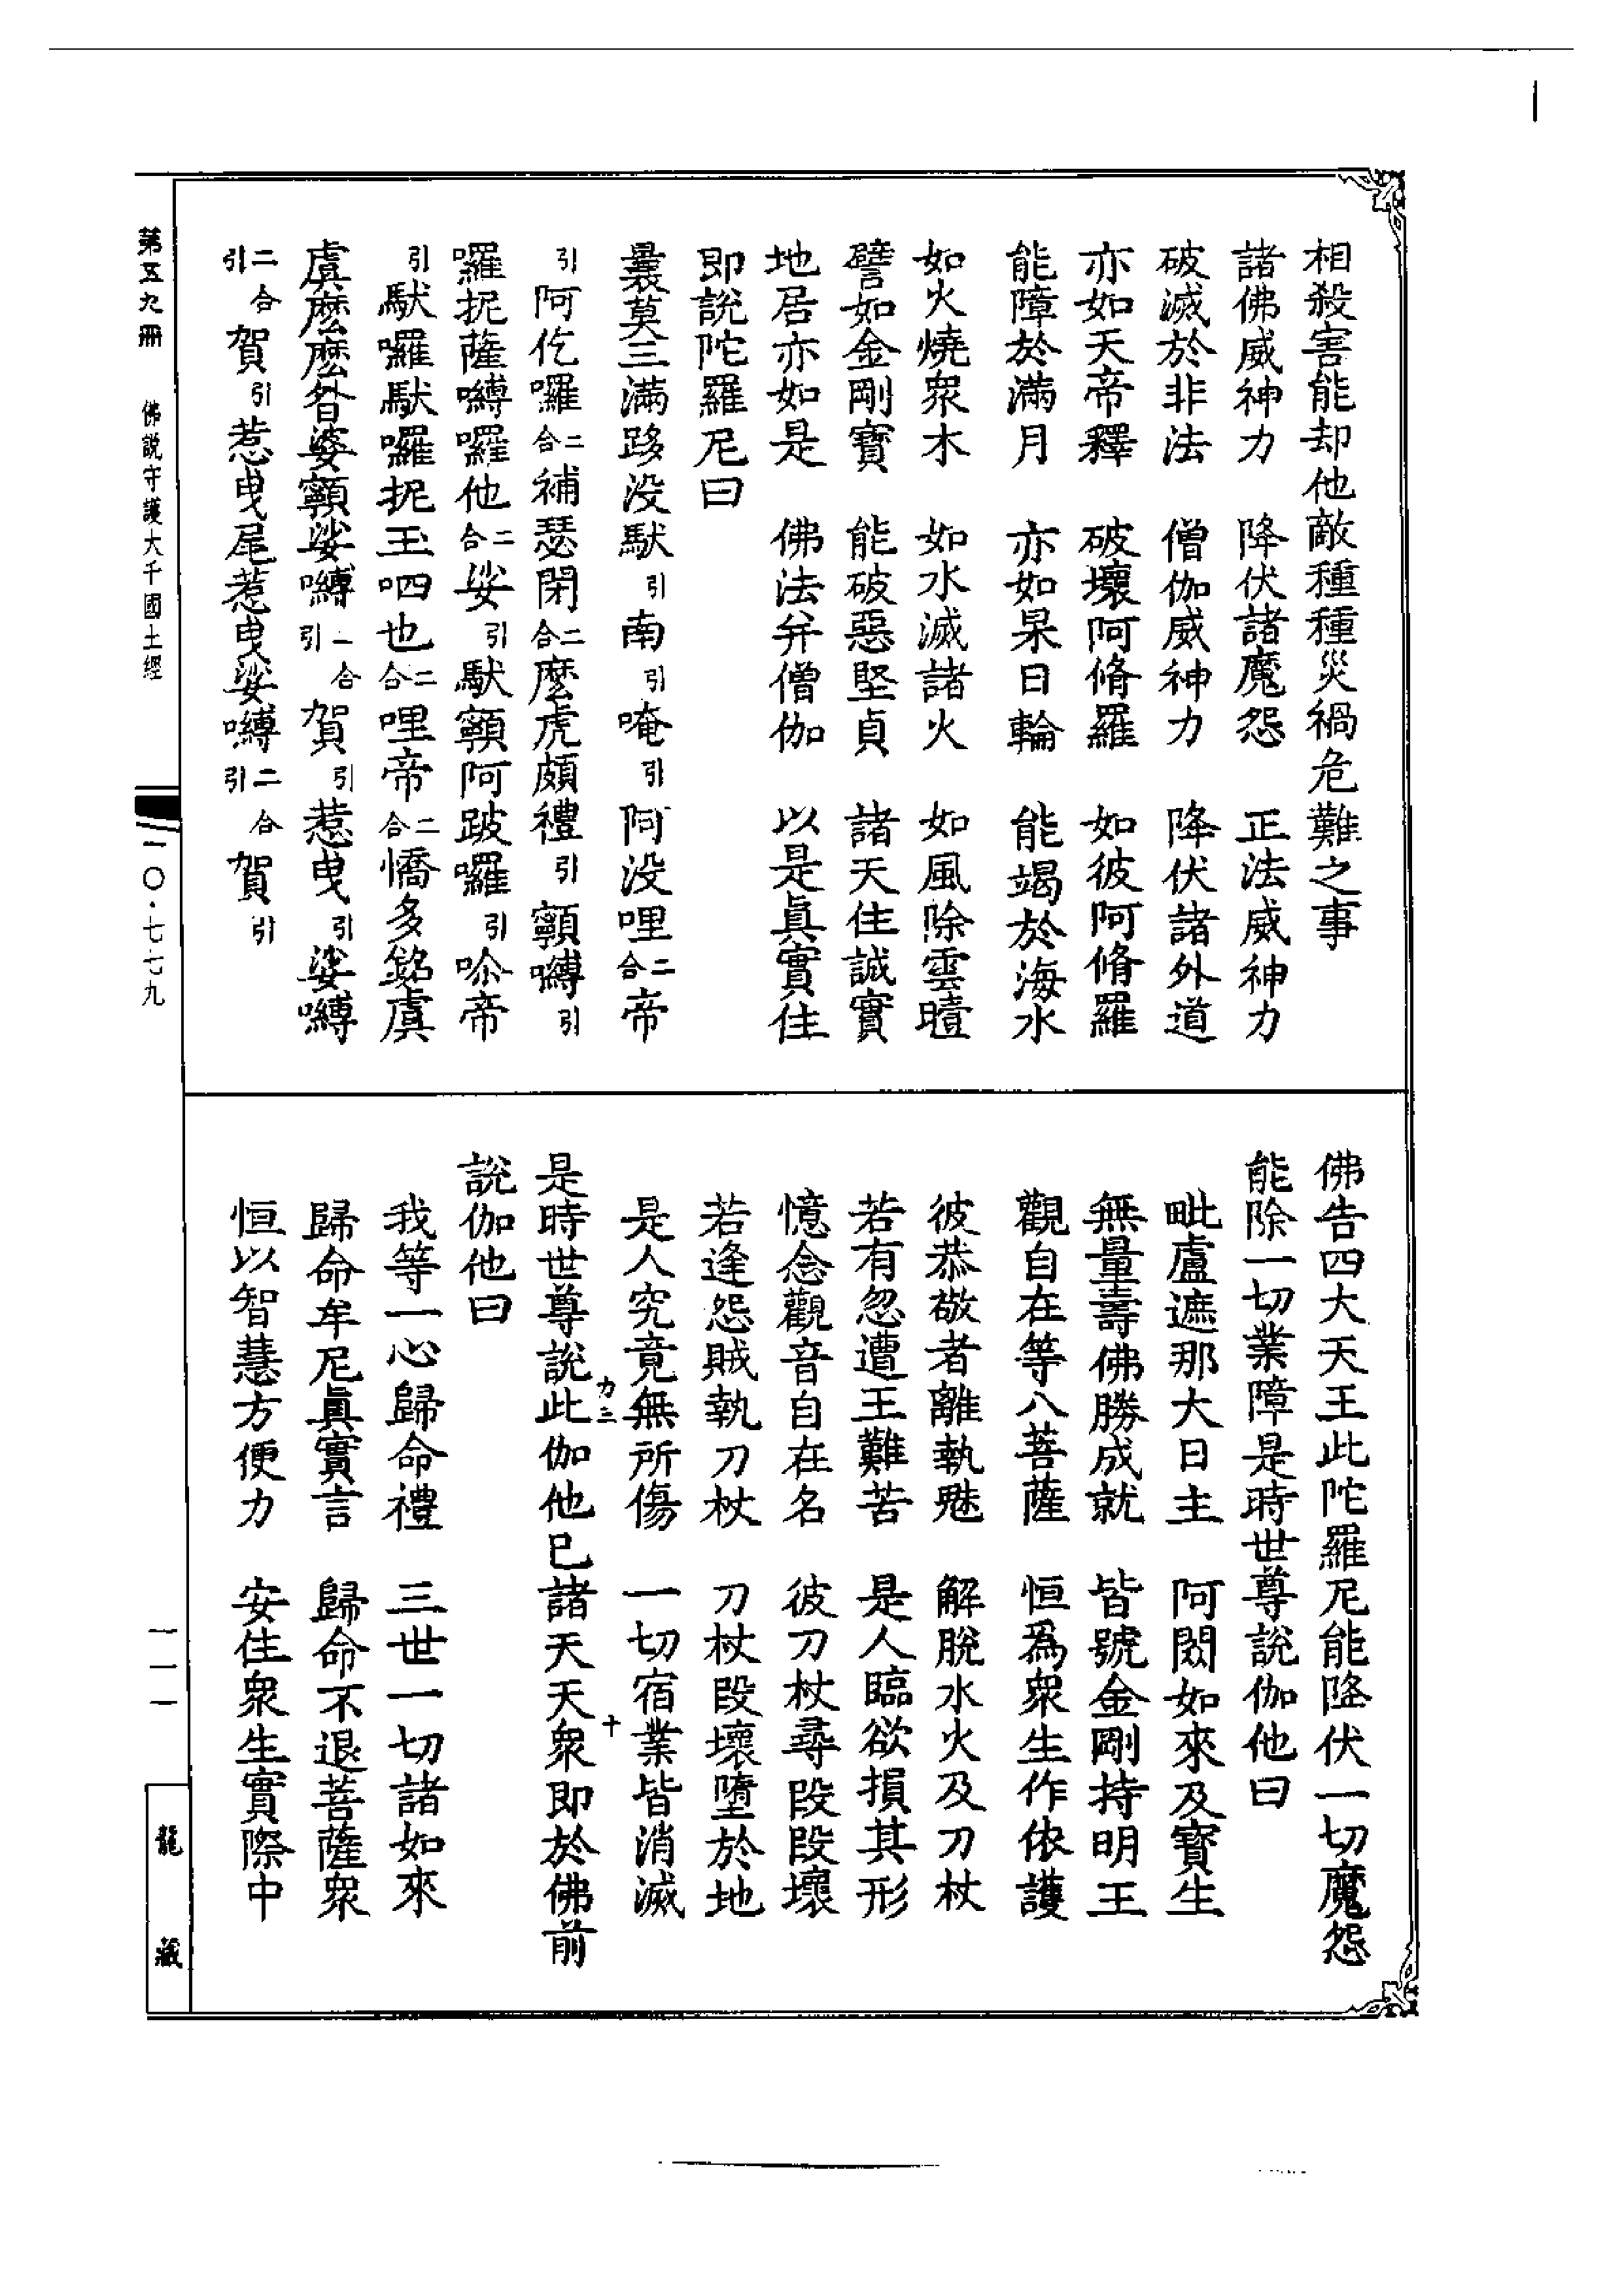 相殺害能却他敵種種災禍危難之事
諸佛威神力　降伏諸魔怨　正法威神力
破滅於非法　僧伽威神力　降伏諸外道
亦如天帝釋　破壞阿脩羅　如彼阿脩羅
能障於滿月　亦如杲日輪　能竭於海水
如火燒衆木　如水滅諸火　如風除雲曀
譬如金剛寶　能破惡堅貞　諸天住誠實
地居亦如是　佛法弁僧伽　以是眞實住
即說陀羅尼曰
曩莫三滿跢没馱引南引唵引阿没哩二合帝
引阿仡囉二合補瑟閉二合麽虎頗禮引顐嚩引
囉抳薩嚩囉他二合娑引馱顐阿跛囉引喰帝
引馱囉馱囉抳玉呬也二合哩帝二合憍多銘虞
虞麽麽㖷娑顐娑嚩引二合賀引惹曳引娑嚩
引二合賀引惹曳尾惹曳娑嚩引二合賀引
佛告四大天王此陀羅尼能降伏一切魔怨
能除一切業障是時世尊說伽他曰
毗盧遮那大日主　阿閦如來及寳生
無量壽佛勝成就　皆號金剛持明王
觀自在等八菩薩　恒爲衆生作依護
彼恭敬者離執魅　解脫水火及刀杖
若有忽遭王難苦　是人臨欲損其形
憶念觀音自在名　彼刀杖尋段段壞
若逢怨賊執刀杖　刀杖段壞墮於地
是人究竟無所傷　一切宿業皆消滅
力三　十
是時世尊說此伽他已諸天天衆即於佛前
說伽他曰
我等一心歸命禮　三世一切諸如來
歸命牟尼眞實言　歸命不退菩薩衆
恒以智慧方便力　安住衆生實際中
第五九冊　佛説守護大千國土經　一〇·七七九
一一一
龍藏